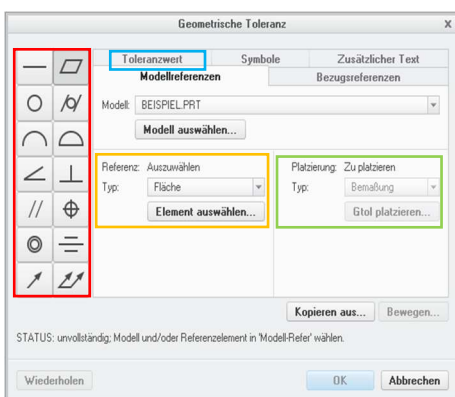 Geometrische Toleranz X
Toleranzwert Symbole Zusätzlicher Text
Modellreferenzen Bezugsreferenzen
Modell: BEISPIEL.PRT
Modell auswählen...
Referenz: Auszuwählen Platzierung: Zu platzieren
Typ: Fläche Typ: Bemaßung
Element auswählen... Gtol platzieren...
Kopieren aus... Bewegen...
STATUS: unvollständig; Modell und/oder Referenzelement in 'Modell-Refer' wählen.
Wiederholen OK Abbrechen